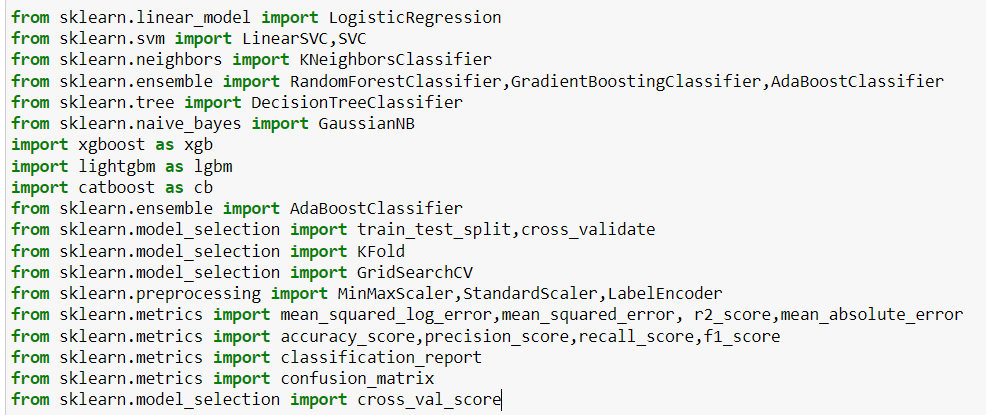 from sklearn.linear_model import LogisticRegression
from sklearn.svm import LinearSVC,SVC
from sklearn.neighbors import KNeighborsClassifier
from sklearn.ensemble import RandomForestClassifier,GradientBoostingClassifier,AdaBoostClassifier
from sklearn.tree import DecisionTreeClassifier
from sklearn.naive_bayes import GaussianNB
import xgboost as xgb
import lightgbm as lgbm
import catboost as cb
from sklearn.ensemble import AdaBoostClassifier
from sklearn.model_selection import train_test_split,cross_validate
from sklearn.model_selection import KFold
from sklearn.model_selection import GridSearchCV
from sklearn.preprocessing import MinMaxScaler,StandardScaler,LabelEncoder
from sklearn.metrics import mean_squared_log_error,mean_squared_error, r2_score,mean_absolute_error
from sklearn.metrics import accuracy_score,precision_score,recall_score,f1_score
from sklearn.metrics import classification_report
from sklearn.metrics import confusion_matrix
from sklearn.model_selection import cross_val_score